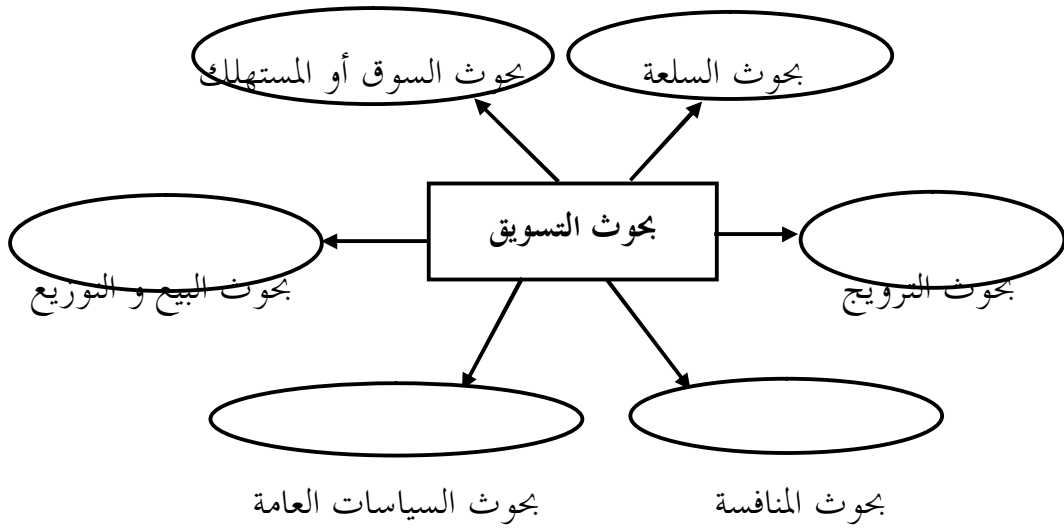 بحوث السلعة
بحوث السوق أو المستهلك
بحوث التسويق
بحوث الترويج
بحوث البيع و التوزيع
بحوث المنافسة
بحوث السياسات العامة